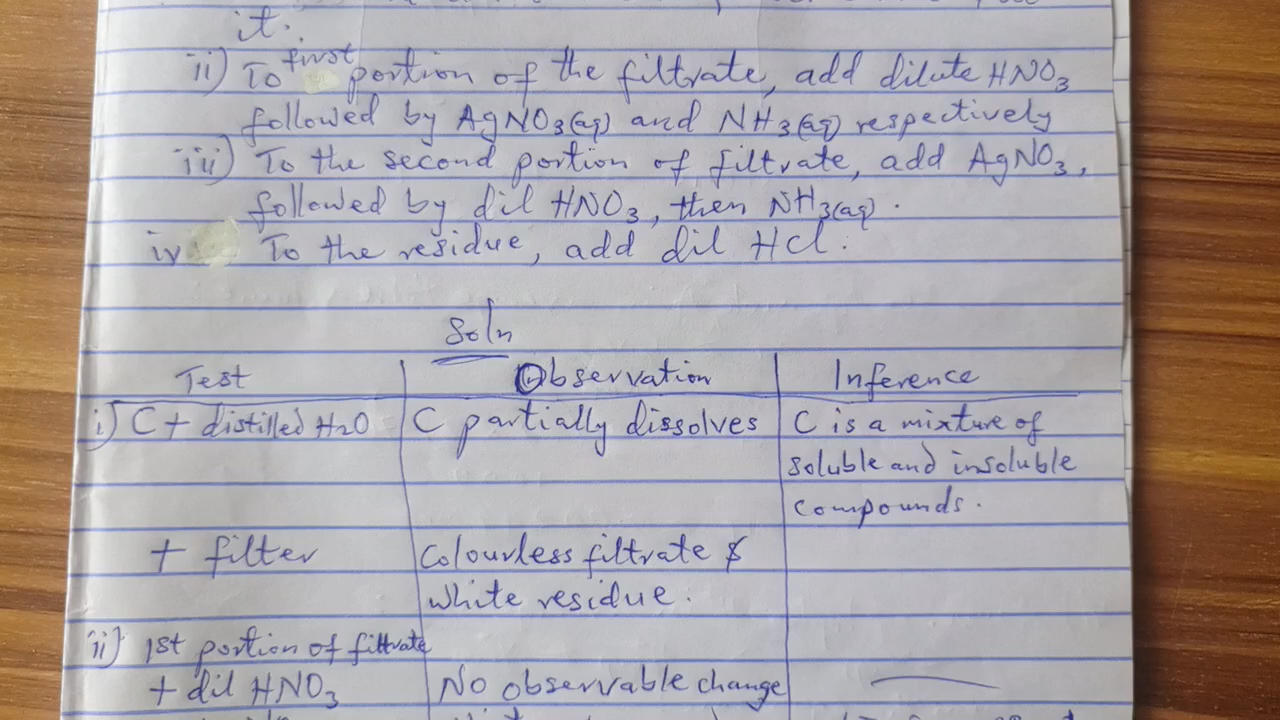 it.
ii) To first portion of the filtrate, add dilute HNO3
followed by AgNO3(aq) and NH3(aq) respectively
iii) To the second portion of filtrate, add AgNO3,
followed by dil HNO3, then NH3(aq).
iv To the residue, add dil HCl.
Soln
Test Observation Inference
i) C + distilled H2O C partially dissolves C is a mixture of
soluble and insoluble
compounds.
+ filter Colourless filtrate &
White residue.
ii) 1st portion of filtrate
+ dil HNO3 No observable change —